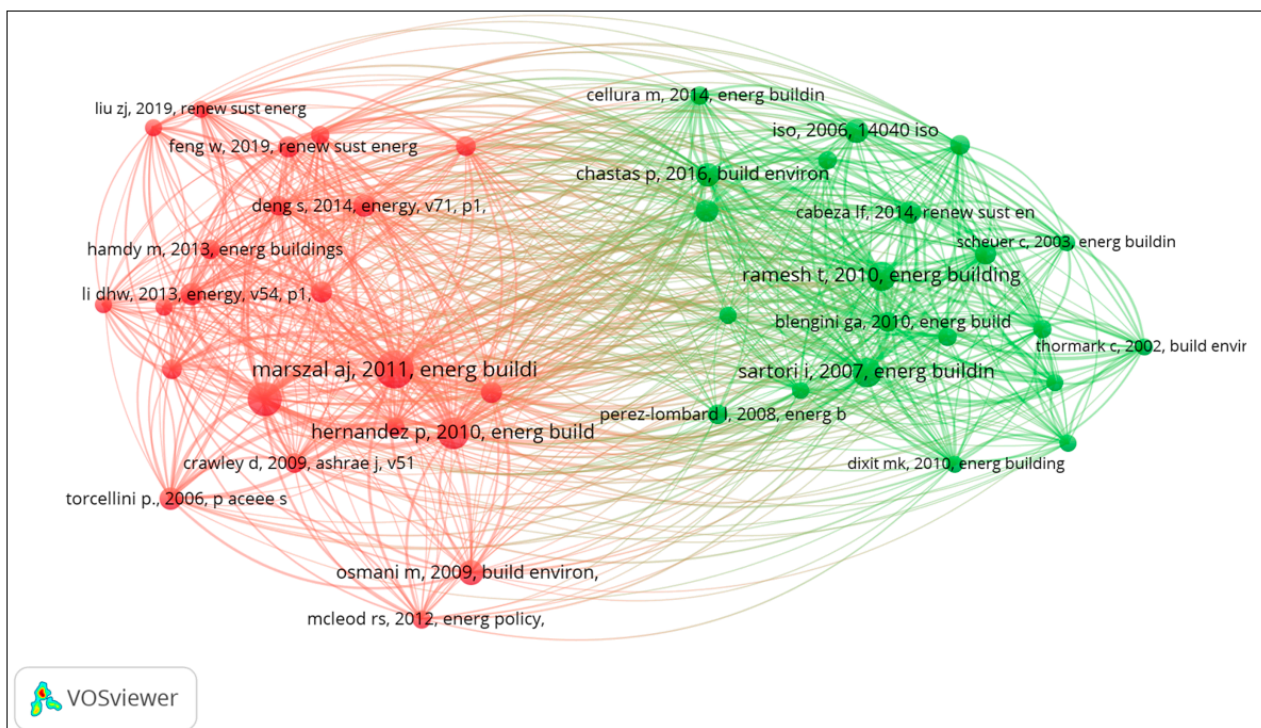 liu zj, 2019, renew sust energ
feng w, 2019, renew sust energ
deng s, 2014, energy, v71, p1,
hamdy m, 2013, energ buildings
li dhw, 2013, energy, v54, p1,
marszal aj, 2011, energ buildi
hernandez p, 2010, energ build
crawley d, 2009, ashrae j, v51
torcellini p., 2006, p aceee s
osmani m, 2009, build environ,
mcleod rs, 2012, energ policy,
cellura m, 2014, energ buildin
iso, 2006, 14040 iso
chastas p, 2016, build environ
cabeza lf, 2014, renew sust en
scheuer c, 2003, energ buildin
ramesh t, 2010, energ building
blengini ga, 2010, energ build
thormark c, 2002, build envir
sartori i, 2007, energ buildin
perez-lombard l, 2008, energ b
dixit mk, 2010, energ building
VOSviewer